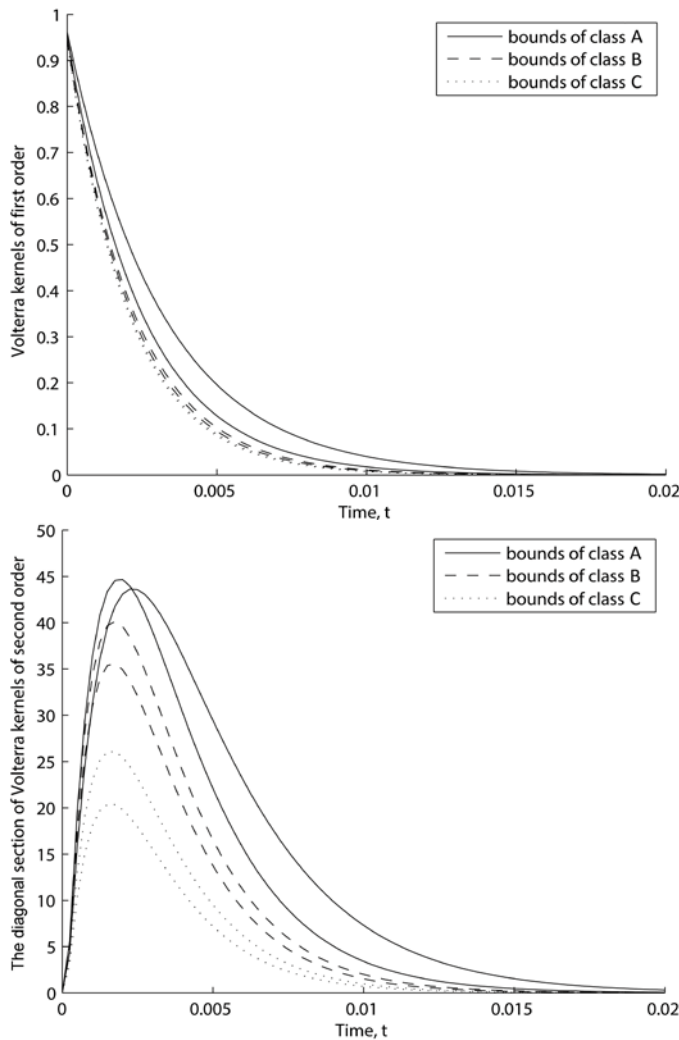 Volterra kernels of first order
1
0.9
0.8
0.7
0.6
0.5
0.4
0.3
0.2
0.1
0
bounds of class A
bounds of class B
bounds of class C
0 0.005 0.01 0.015 0.02
Time, t
The diagonal section of Volterra kernels of second order
50
45
40
35
30
25
20
15
10
5
0
bounds of class A
bounds of class B
bounds of class C
0 0.005 0.01 0.015 0.02
Time, t